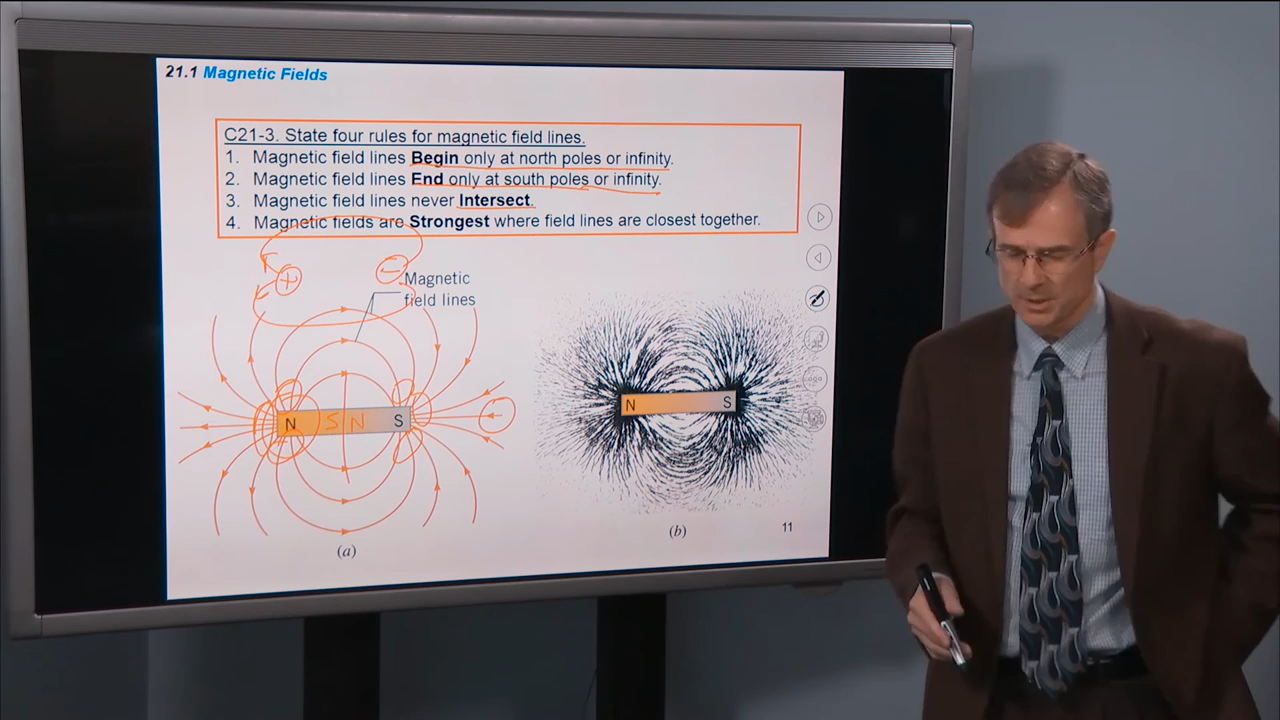 21.1 Magnetic Fields
C21-3. State four rules for magnetic field lines.
1. Magnetic field lines Begin only at north poles or infinity.
2. Magnetic field lines End only at south poles or infinity.
3. Magnetic field lines never Intersect.
4. Magnetic fields are Strongest where field lines are closest together.
+ −
Magnetic
field lines
N S N S
N S
(a)
(b)
11